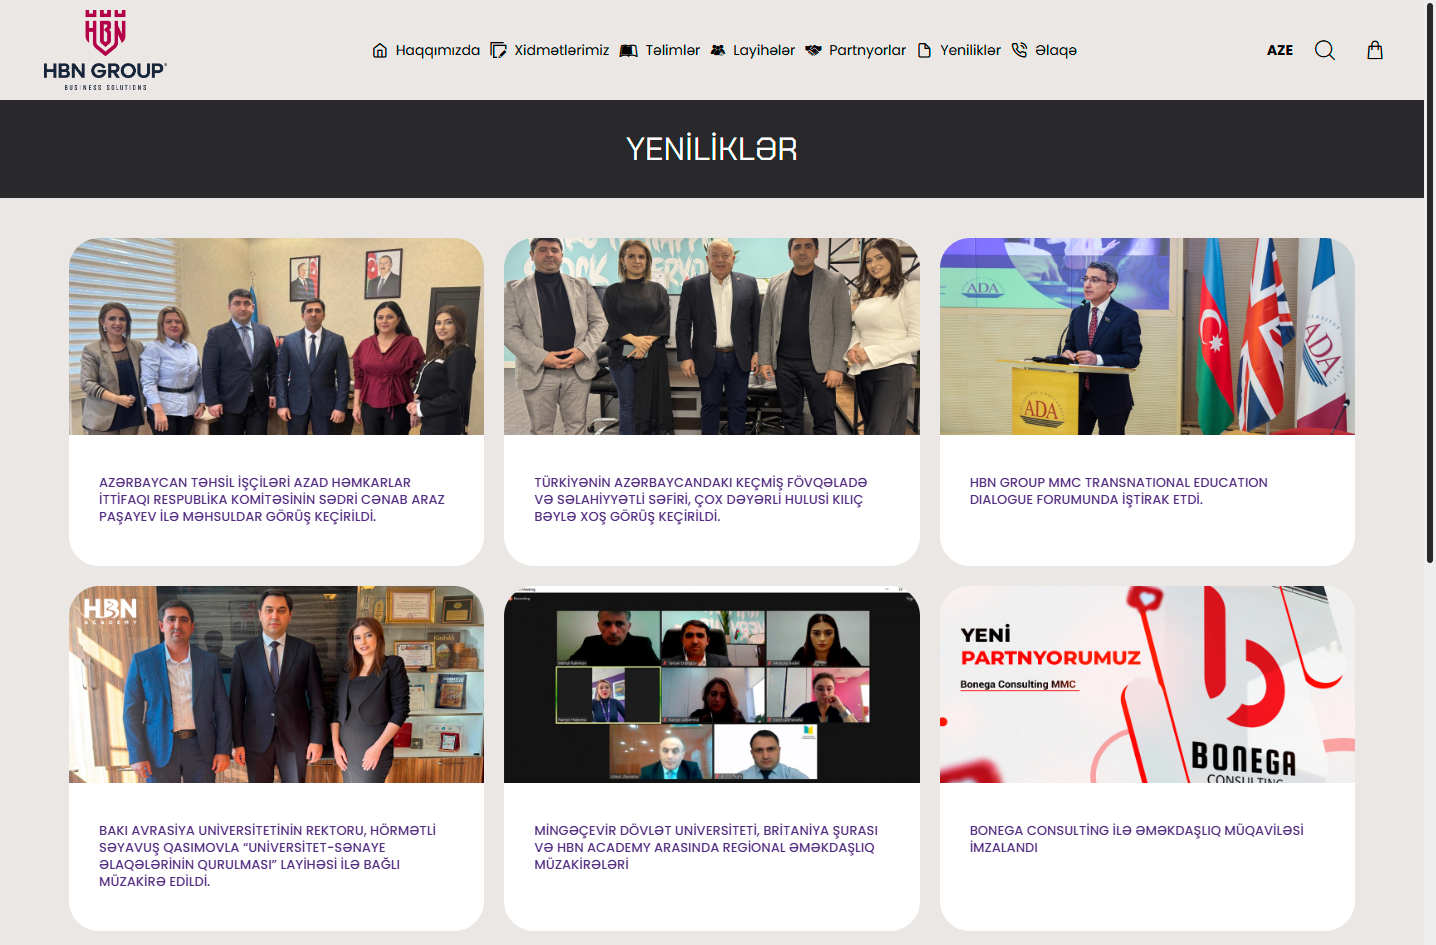 HBN
HBN GROUP
BUSINESS SOLUTIONS
Haqqımızda
Xidmətlərimiz
Təlimlər
Layihələr
Partnyorlar
Yeniliklər
Əlaqə
AZE
YENİLİKLƏR
ADA
ADA
ADA
AZƏRBAYCAN TƏHSİL İŞÇİLƏRİ AZAD HƏMKARLAR
İTTİFAQI RESPUBLİKA KOMİTƏSİNİN SƏDRİ CƏNAB ARAZ
PAŞAYEV İLƏ MƏHSULDAR GÖRÜŞ KEÇİRİLDİ.
TÜRKİYƏNİN AZƏRBAYCANDAKI KEÇMİŞ FÖVQƏLADƏ
VƏ SƏLAHİYYƏTLİ SƏFİRİ, ÇOX DƏYƏRLİ HULUSİ KILIÇ
BƏYLƏ XOŞ GÖRÜŞ KEÇİRİLDİ.
HBN GROUP MMC TRANSNATIONAL EDUCATION
DIALOGUE FORUMUNDA İŞTİRAK ETDİ.
HBN
ACADEMY
YENİ
PARTNYORUMUZ
Bonega Consulting MMC
BONEGA
CONSULTING
BAKI AVRASİYA UNİVERSİTETİNİN REKTORU, HÖRMƏTLİ
SƏYAVUŞ QASIMOVLA “UNİVERSİTET-SƏNAYE
ƏLAQƏLƏRİNİN QURULMASI” LAYİHƏSİ İLƏ BAĞLI
MÜZAKİRƏ EDİLDİ.
MİNGƏÇEVİR DÖVLƏT UNİVERSİTETİ, BRİTANİYA ŞURASI
VƏ HBN ACADEMY ARASINDA REGİONAL ƏMƏKDAŞLIQ
MÜZAKİRƏLƏRİ
BONEGA CONSULTİNG İLƏ ƏMƏKDAŞLIQ MÜQAVİLƏSİ
İMZALANDI